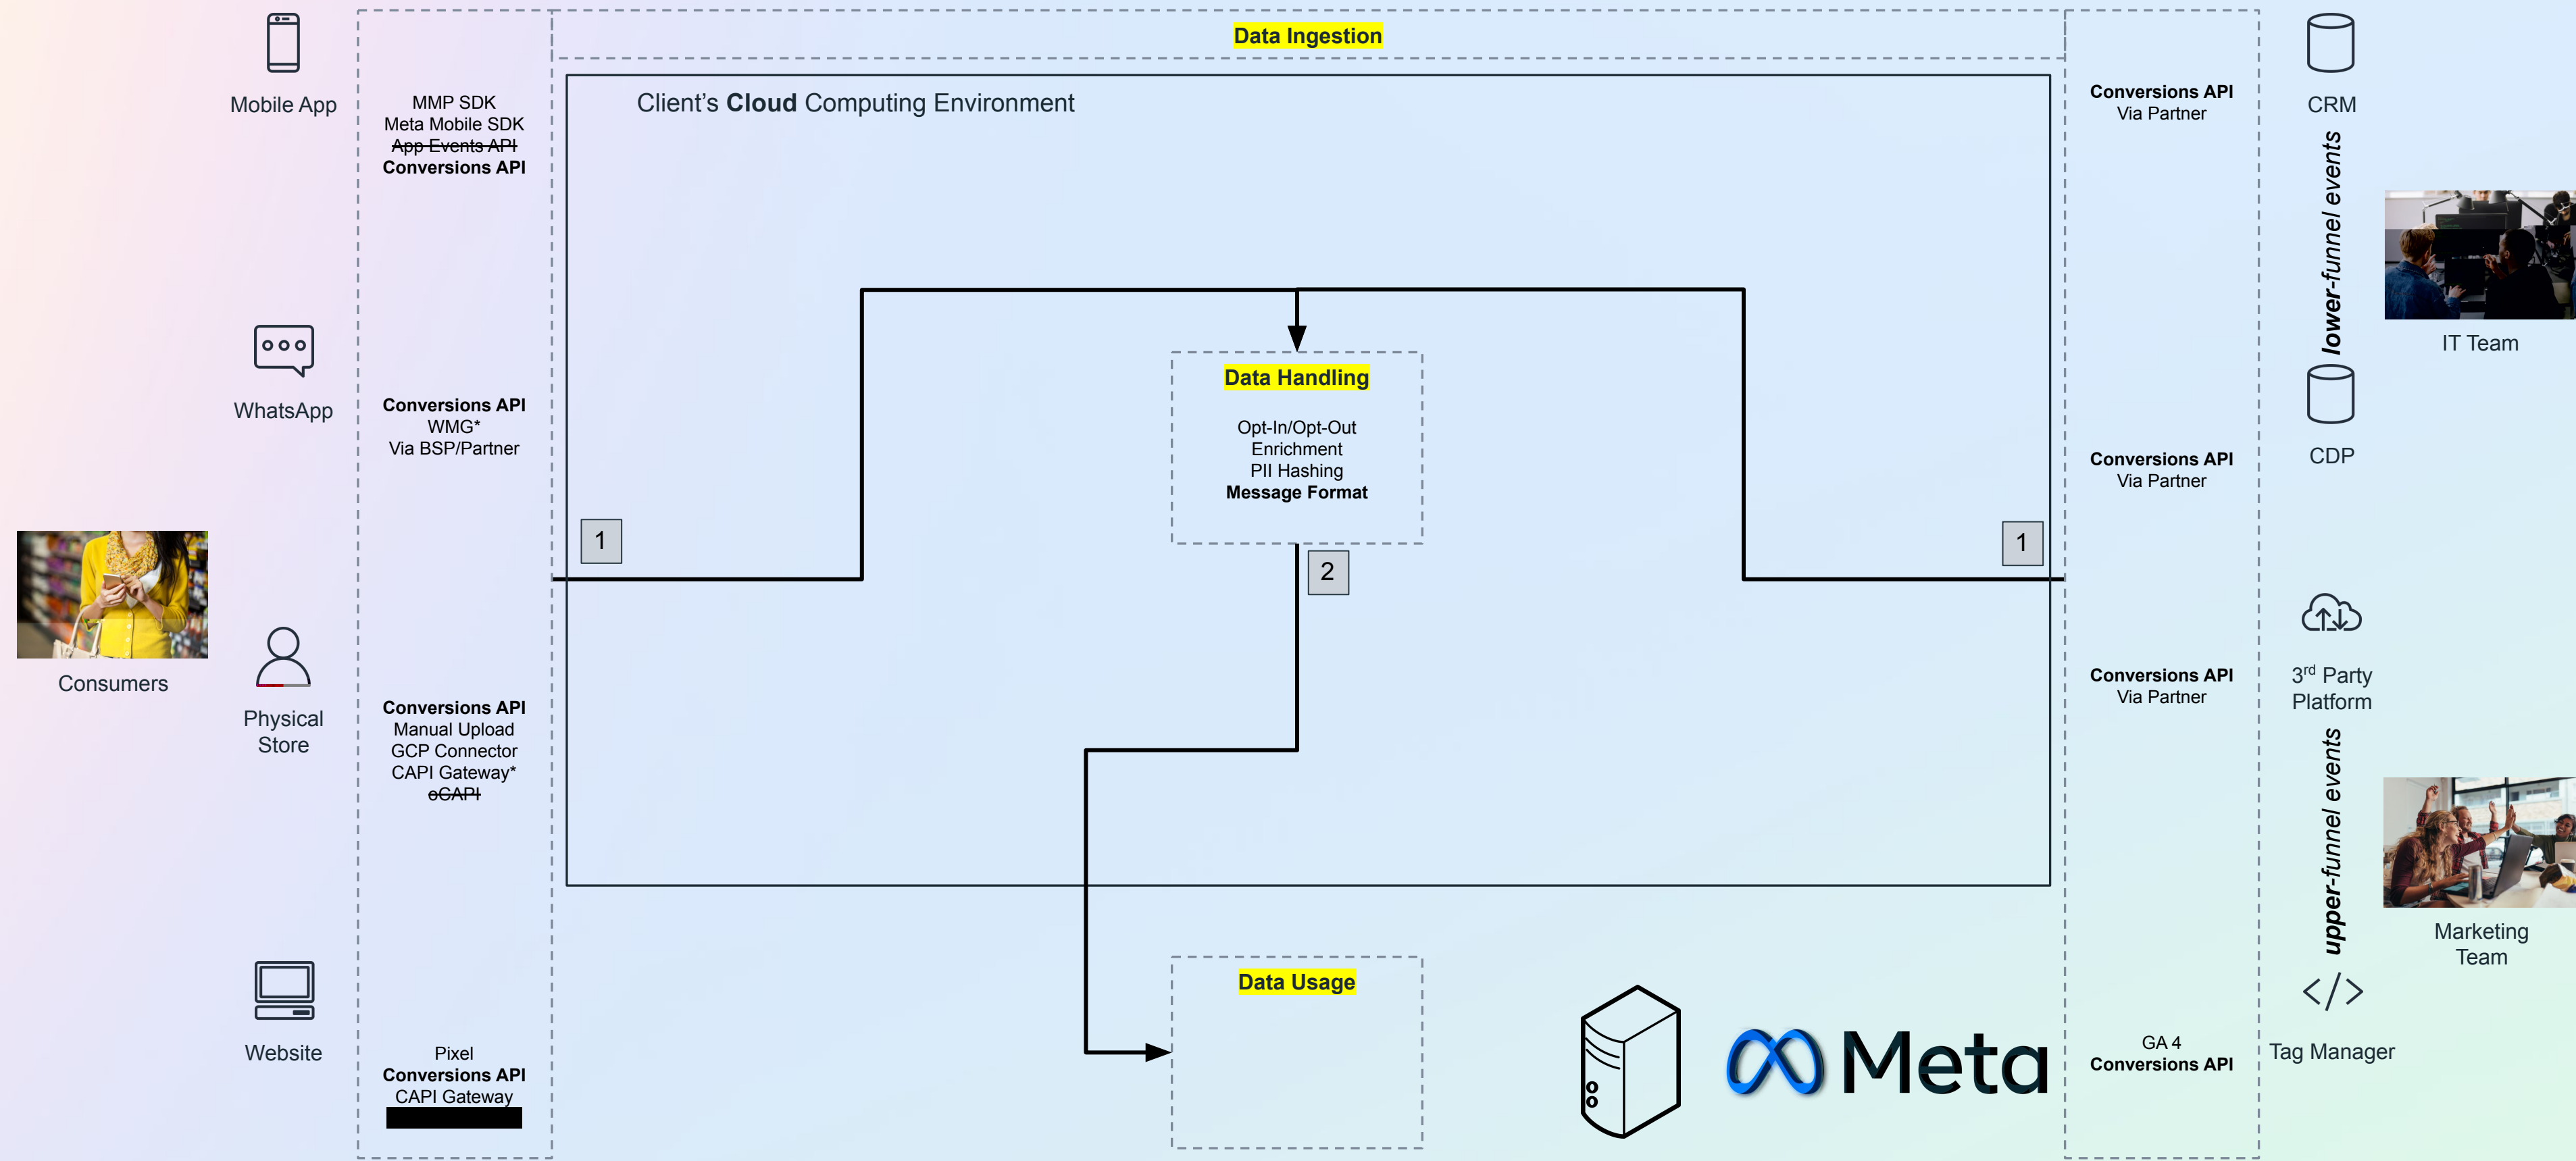 Data Ingestion
Client's Cloud Computing Environment
Mobile App
MMP SDK
Meta Mobile SDK
App Events API
Conversions API
WhatsApp
Conversions API
WMG*
Via BSP/Partner
Consumers
Physical
Store
Conversions API
Manual Upload
GCP Connector
CAPI Gateway*
oCAPI
Website
Pixel
Conversions API
CAPI Gateway
1
Data Handling
Opt-In/Opt-Out
Enrichment
PII Hashing
Message Format
2
1
Data Usage
Meta
Conversions API
Via Partner
CRM
lower-funnel events
IT Team
Conversions API
Via Partner
CDP
Conversions API
Via Partner
3rd Party
Platform
upper-funnel events
Marketing
Team
GA 4
Conversions API
Tag Manager